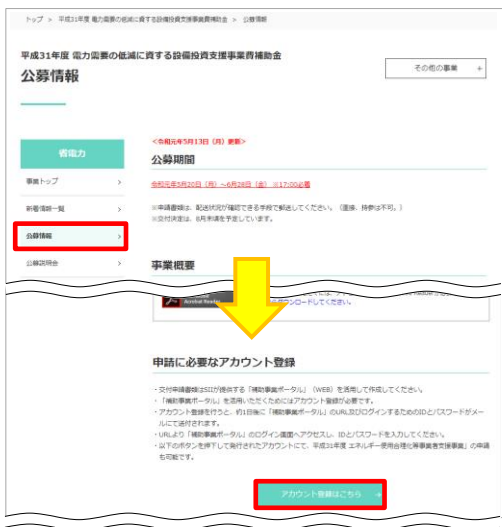 トップ > 平成31年度 電力需要の低減に資する設備投資支援事業費補助金 > 公募情報
平成31年度 電力需要の低減に資する設備投資支援事業費補助金
公募情報
その他の事業 +
省電力
事業トップ >
新着情報一覧 >
公募情報 >
公募説明会 >
<令和元年5月13日（月）更新>
公募期間
令和元年5月20日（月）～6月28日（金） ※17:00必着
※申請書類は、配送状況が確認できる手段で郵送してください。（直接、持参は不可。）
※交付決定は、8月末頃を予定しています。
事業概要
Acrobat Reader
ダウンロードしてください。
申請に必要なアカウント登録
・交付申請書類はSIIが提供する「補助事業ポータル」（WEB）を活用して作成してください。
・「補助事業ポータル」を活用いただくためにはアカウント登録が必要です。
・アカウント登録を行うと、約1日後に「補助事業ポータル」のURL及びログインするためのIDとパスワードがメー
ルにて送付されます。
・URLより「補助事業ポータル」のログイン画面へアクセスし、IDとパスワードを入力してください。
・以下のボタンを押下して発行されたアカウントにて、平成31年度 エネルギー使用合理化等事業者支援事業」の申請
も可能です。
アカウント登録はこちら